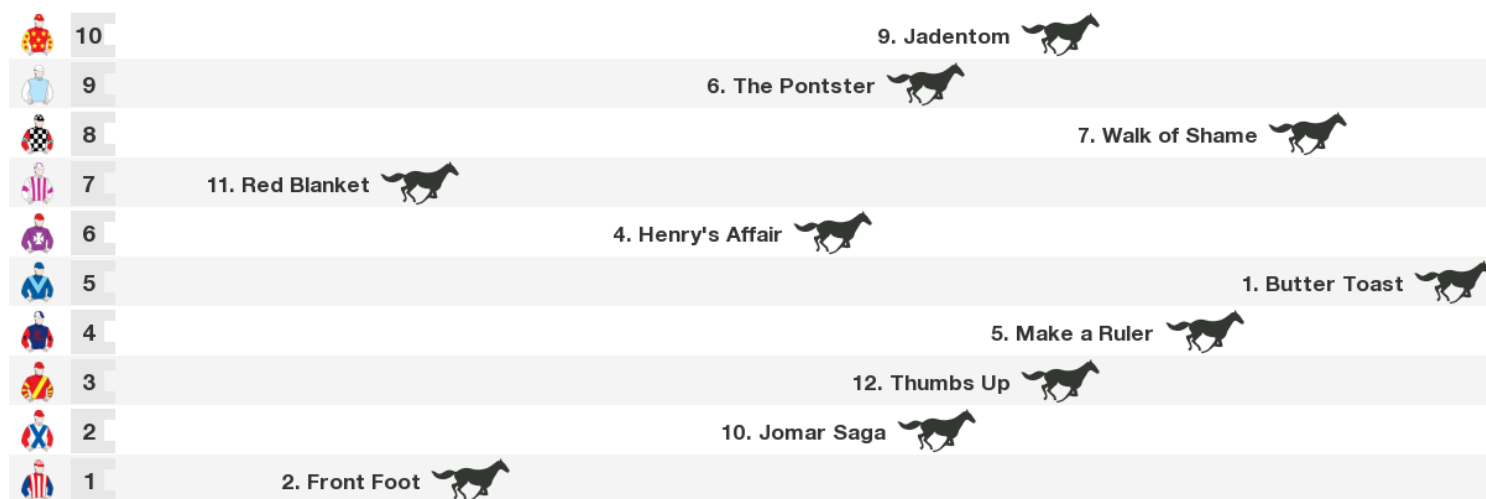 10 9. Jadentom
9 6. The Pontster
8 7. Walk of Shame
7 11. Red Blanket
6 4. Henry's Affair
5 1. Butter Toast
4 5. Make a Ruler
3 12. Thumbs Up
2 10. Jomar Saga
1 2. Front Foot